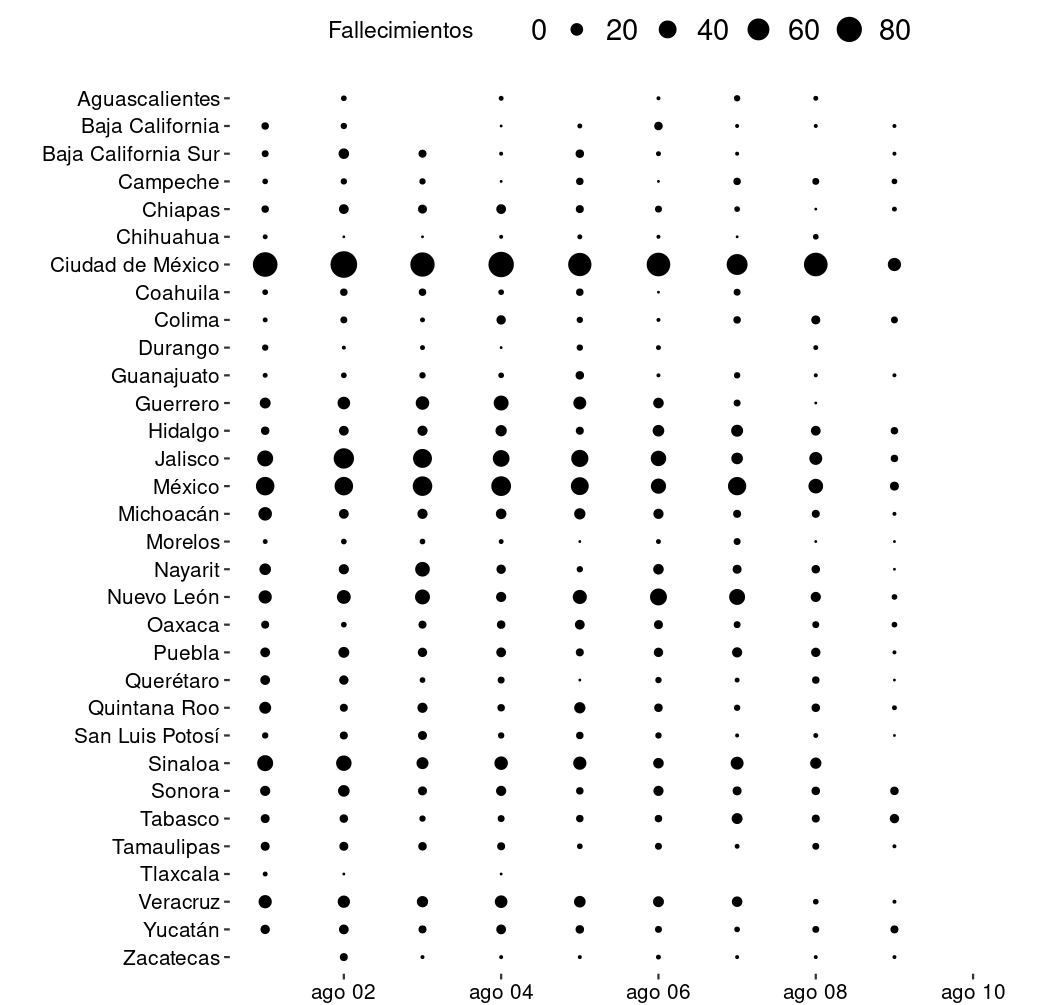 Fallecimientos 0 20 40 60 80
Aguascalientes
Baja California
Baja California Sur
Campeche
Chiapas
Chihuahua
Ciudad de México
Coahuila
Colima
Durango
Guanajuato
Guerrero
Hidalgo
Jalisco
México
Michoacán
Morelos
Nayarit
Nuevo León
Oaxaca
Puebla
Querétaro
Quintana Roo
San Luis Potosí
Sinaloa
Sonora
Tabasco
Tamaulipas
Tlaxcala
Veracruz
Yucatán
Zacatecas
ago 02 ago 04 ago 06 ago 08 ago 10